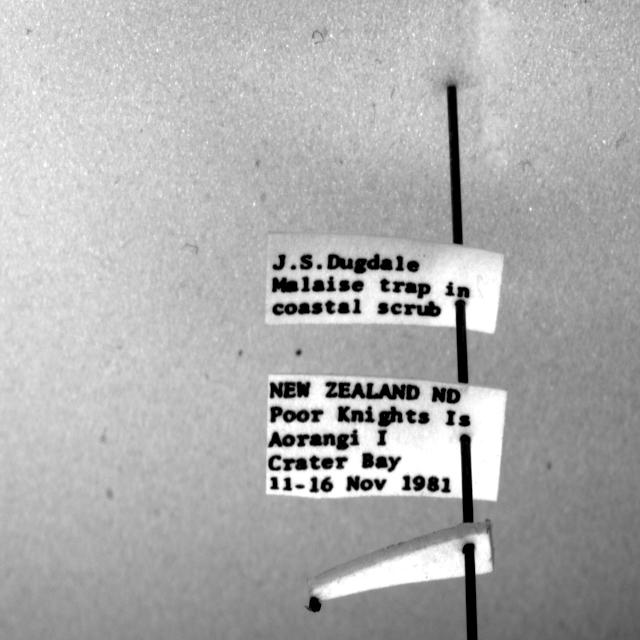 J.S.Dugdale
Malaise trap in
coastal scrub
NEW ZEALAND ND
Poor Knights Is
Aorangi I
Crater Bay
11-16 Nov 1981